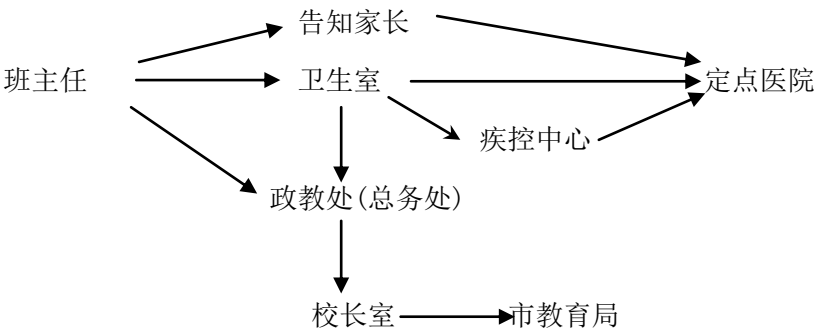 告知家长
班主任 卫生室 定点医院
疾控中心
政教处(总务处)
校长室 市教育局